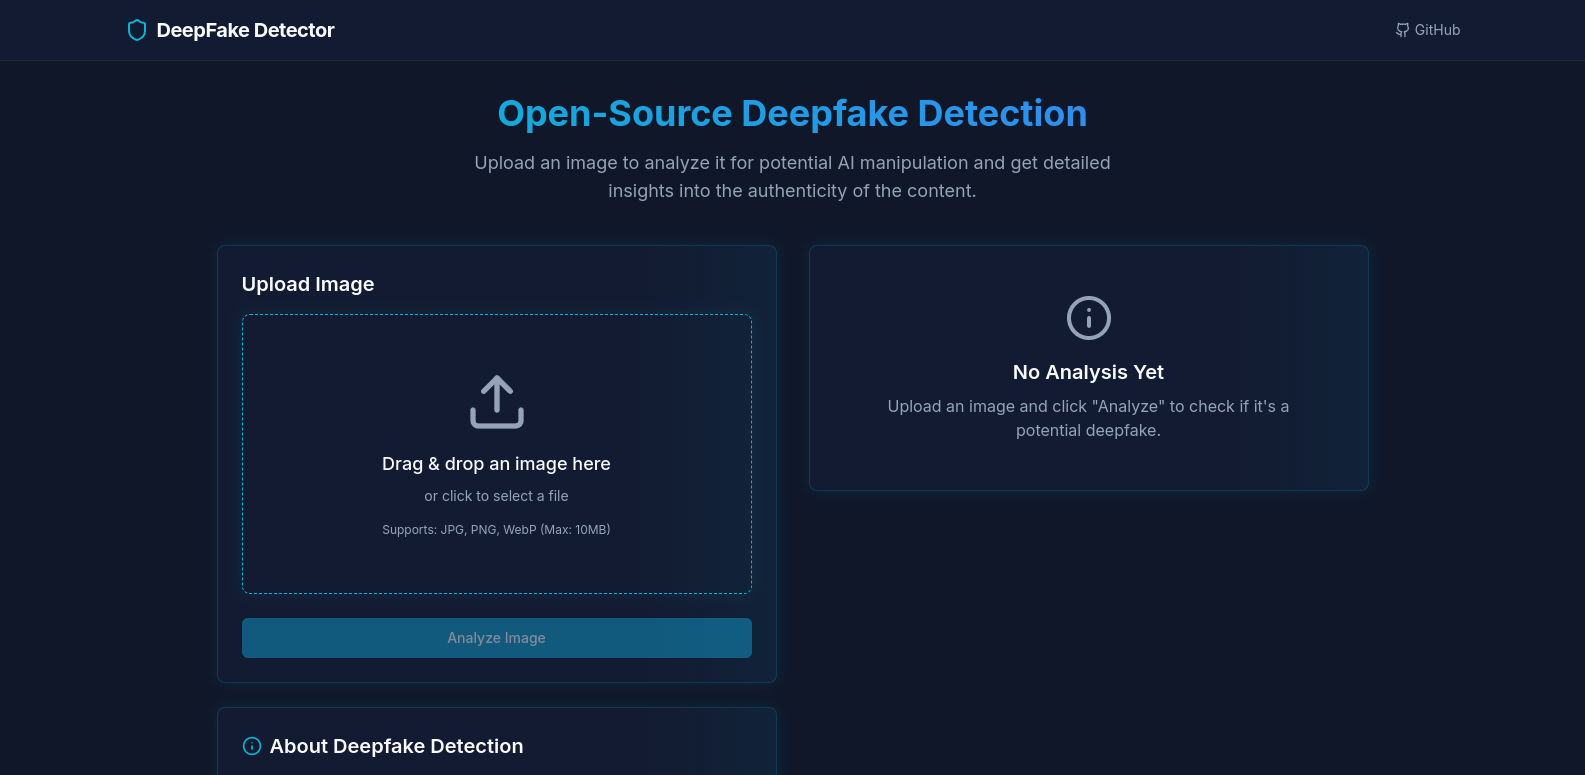 DeepFake Detector
GitHub
Open-Source Deepfake Detection
Upload an image to analyze it for potential AI manipulation and get detailed
insights into the authenticity of the content.
Upload Image
Drag & drop an image here
or click to select a file
Supports: JPG, PNG, WebP (Max: 10MB)
Analyze Image
No Analysis Yet
Upload an image and click "Analyze" to check if it's a
potential deepfake.
About Deepfake Detection